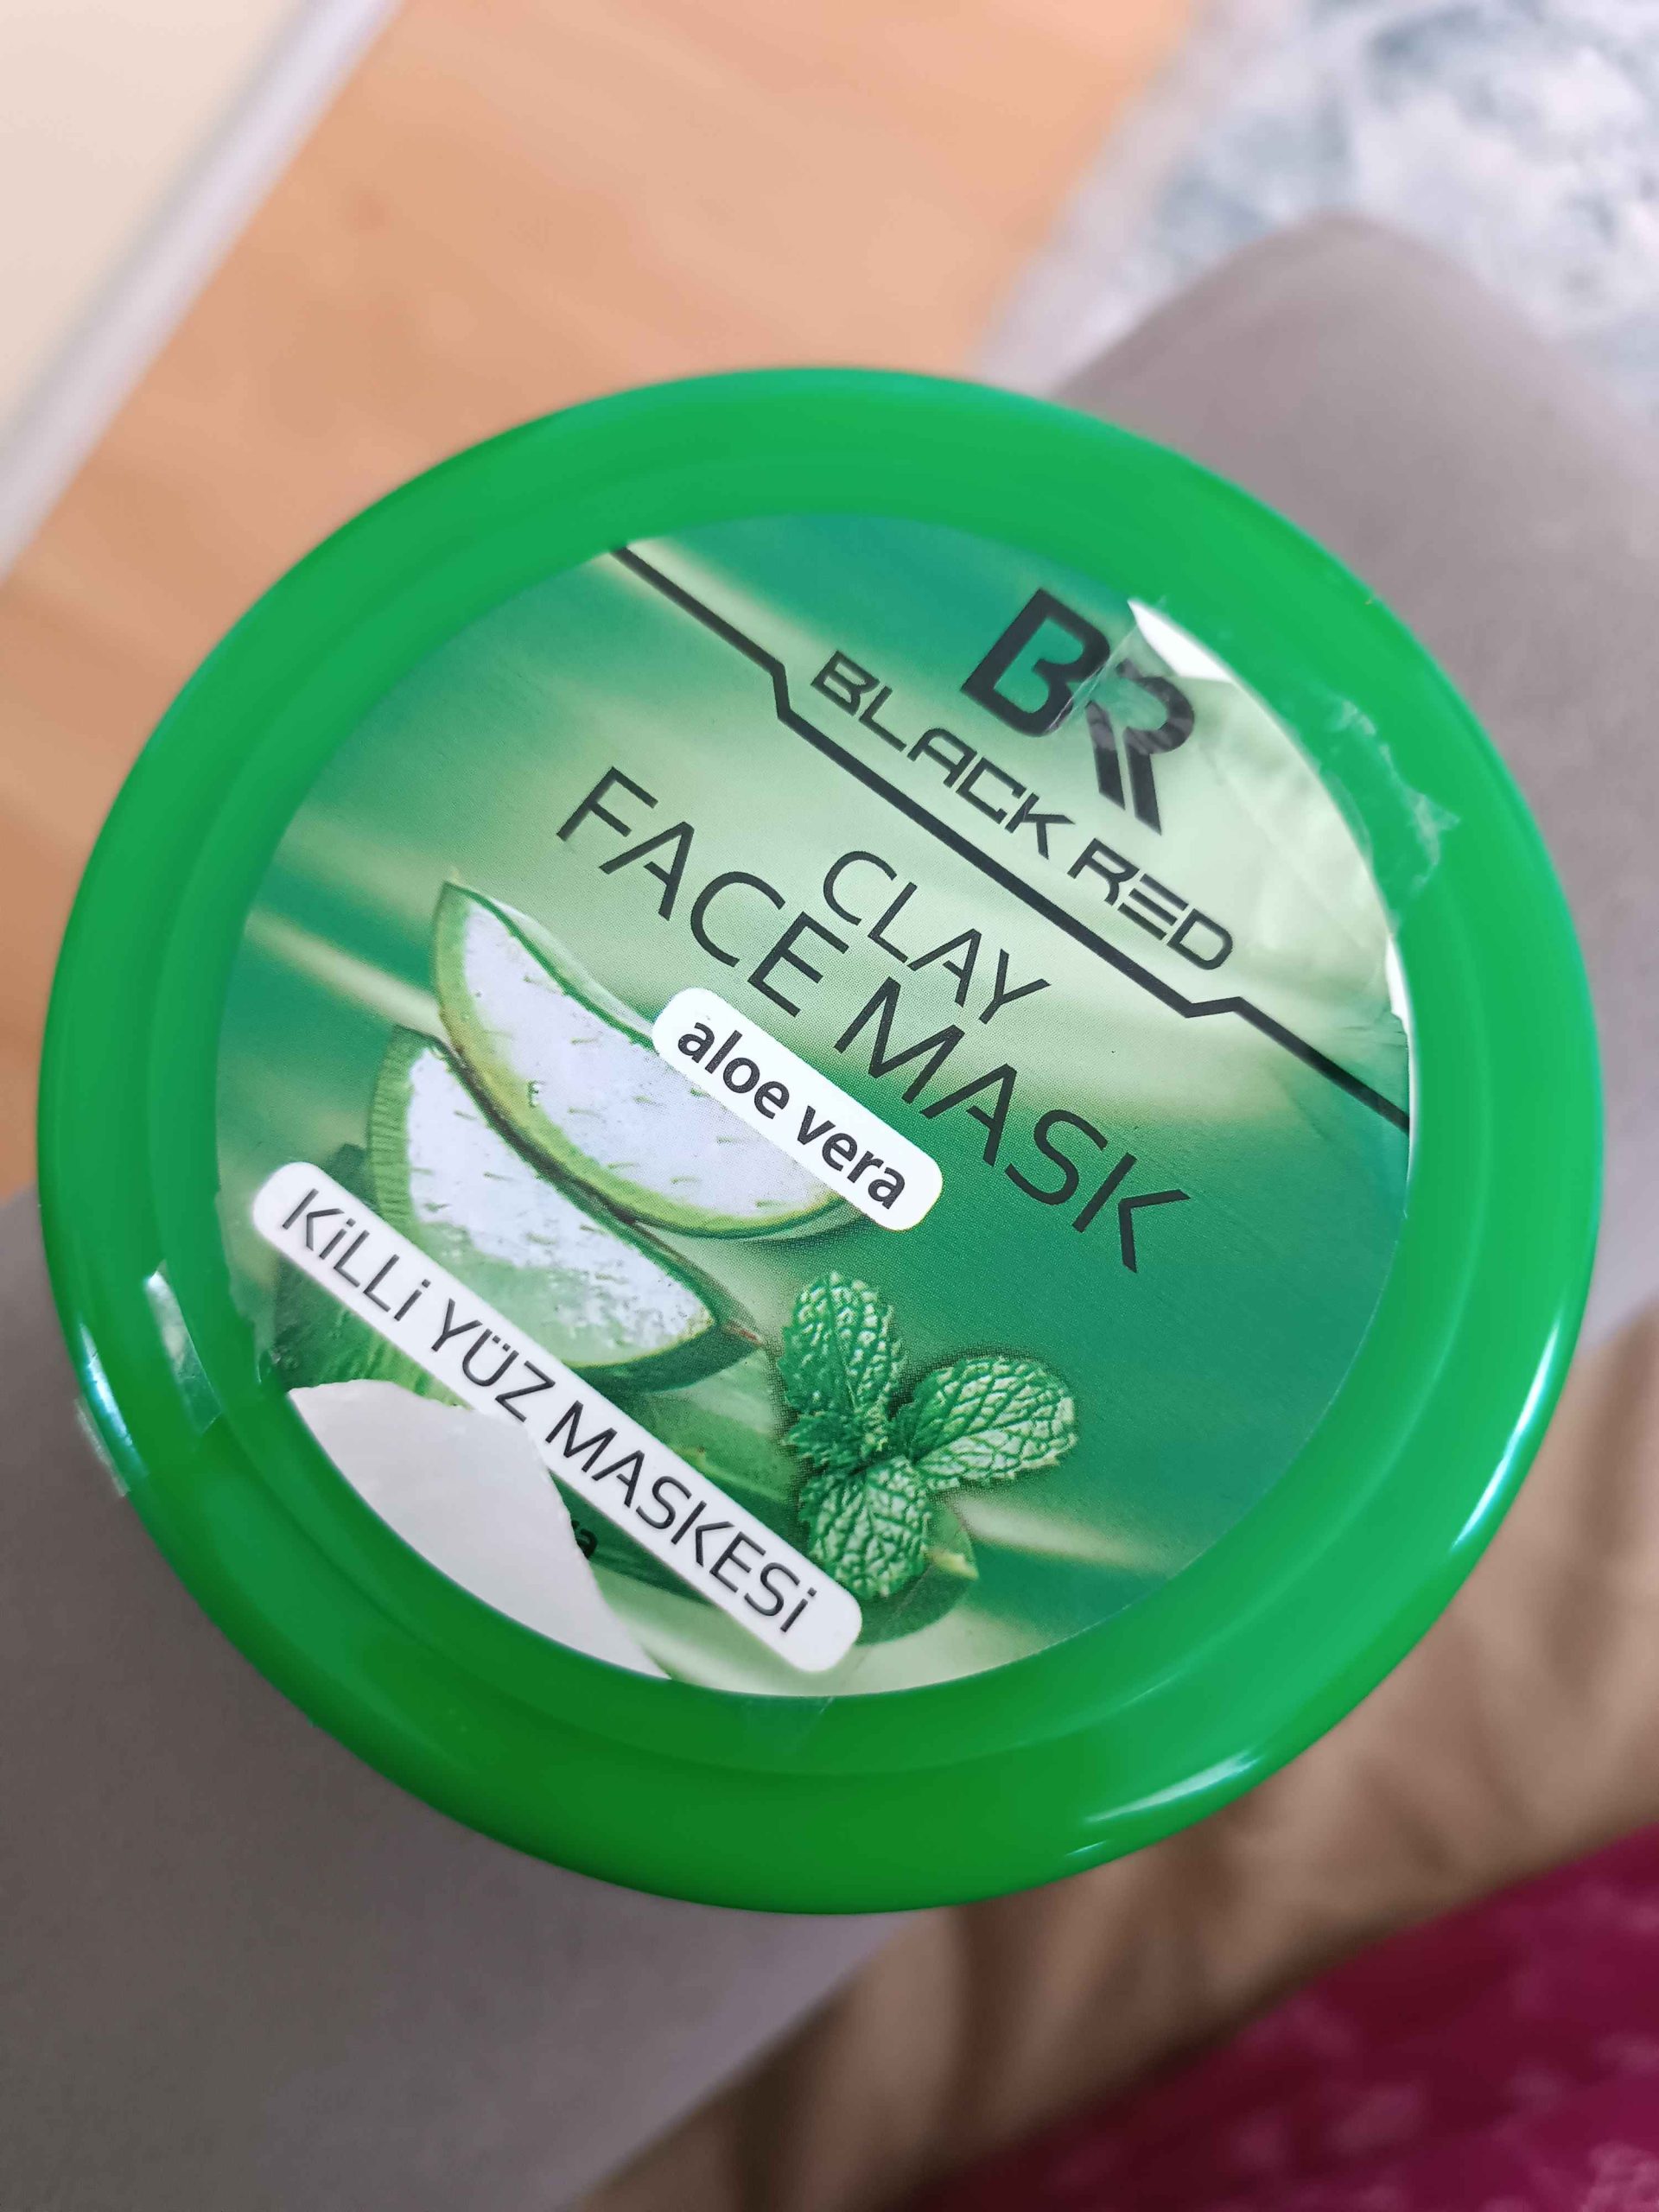 BR
BLACK RED
CLAY
FACE MASK
aloe vera
KiLLi YÜZ MASKESi